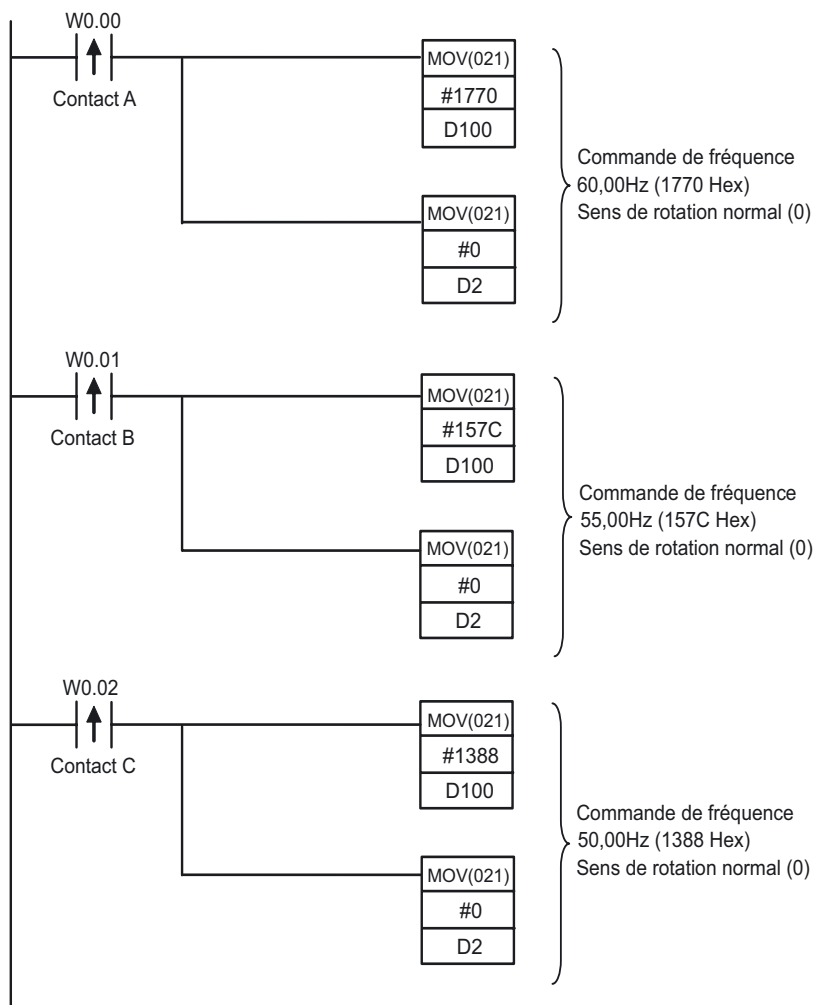 W0.00
Contact A
MOV(021)
#1770
D100
MOV(021)
#0
D2
Commande de fréquence
60,00Hz (1770 Hex)
Sens de rotation normal (0)
W0.01
Contact B
MOV(021)
#157C
D100
MOV(021)
#0
D2
Commande de fréquence
55,00Hz (157C Hex)
Sens de rotation normal (0)
W0.02
Contact C
MOV(021)
#1388
D100
MOV(021)
#0
D2
Commande de fréquence
50,00Hz (1388 Hex)
Sens de rotation normal (0)